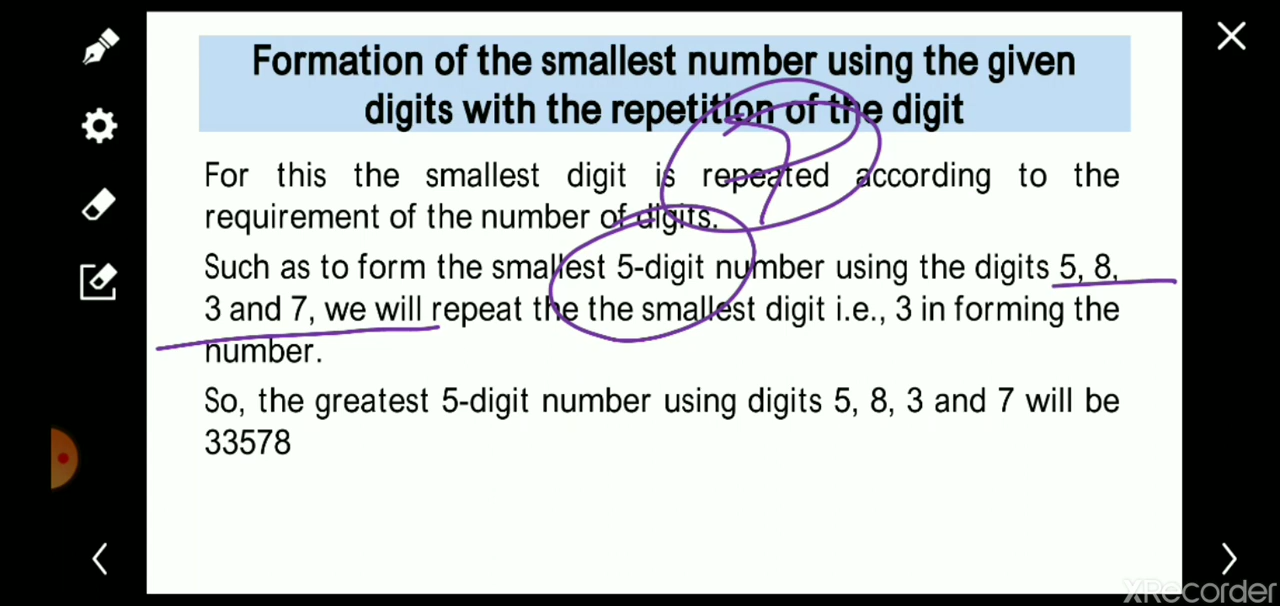 Formation of the smallest number using the given
digits with the repetition of the digit
For this the smallest digit is repeated according to the
requirement of the number of digits.
Such as to form the smallest 5-digit number using the digits 5, 8,
3 and 7, we will repeat the the smallest digit i.e., 3 in forming the
number.
So, the greatest 5-digit number using digits 5, 8, 3 and 7 will be
33578
XRecorder